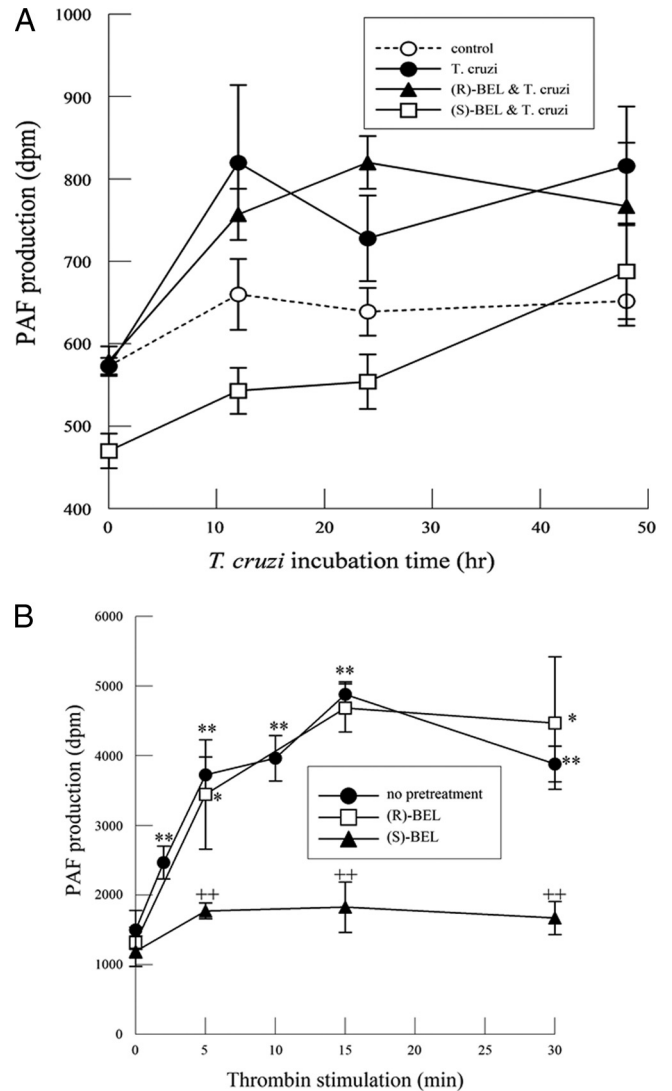 A
1000
900
800
700
600
500
400
PAF production (dpm)
control
T. cruzi
(R)-BEL & T. cruzi
(S)-BEL & T. cruzi
0
10
20
30
40
50
T. cruzi incubation time (hr)
B
6000
5000
4000
3000
2000
1000
0
PAF production (dpm)
**
**
**
**
*
*
**
no pretreatment
(R)-BEL
(S)-BEL
++
++
++
0
5
10
15
20
25
30
Thrombin stimulation (min)